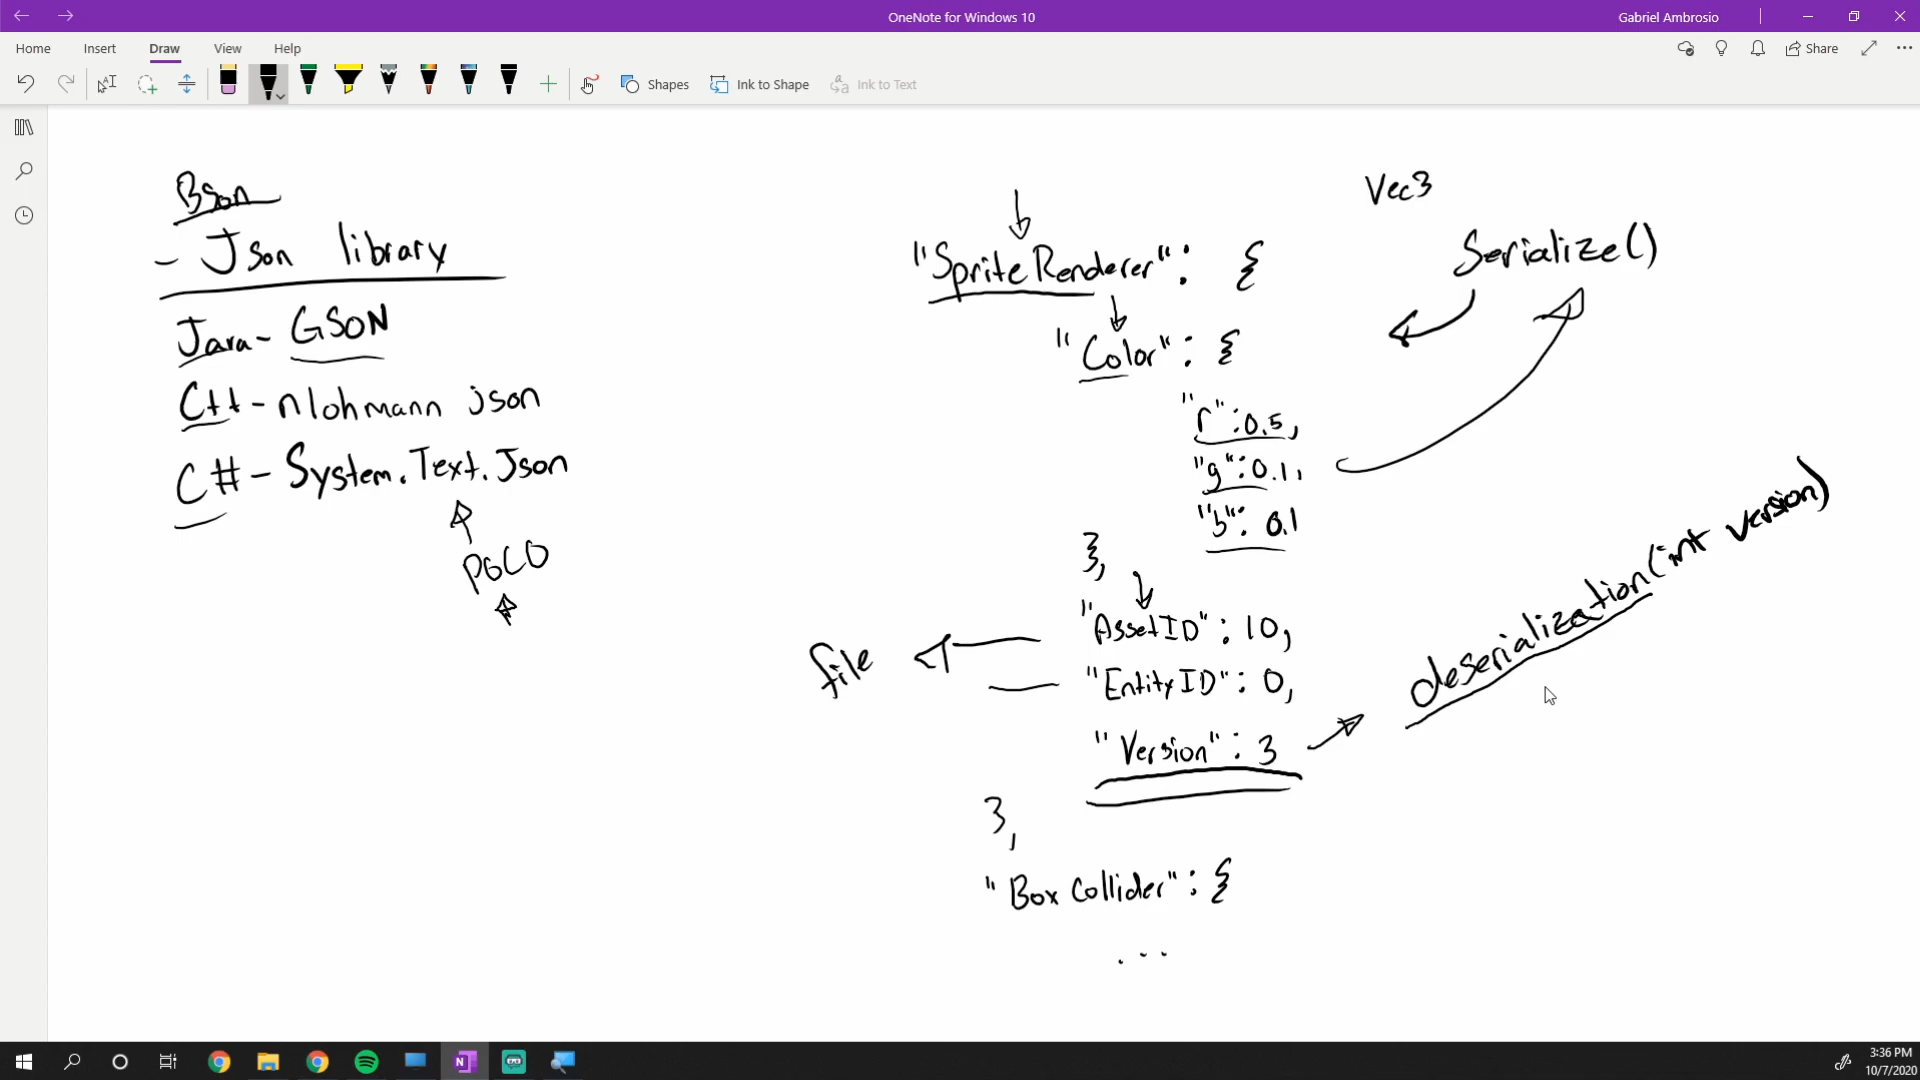 OneNote for Windows 10
Gabriel Ambrosio
Home Insert Draw View Help
Share
Shapes
Ink to Shape
Ink to Text
BSon
- Json library
Java - GSON
C++ - nlohmann json
C# - System.Text.Json
POCO
"SpriteRenderer": {
"Color": {
"r": 0.5,
"g": 0.1,
"b": 0.1
},
"AssetID": 10,
"EntityID": 0,
"Version": 3
},
"Box Collider": {
...
file
Vec3
Serialize()
deserialization(int version)
3:36 PM
10/7/2020